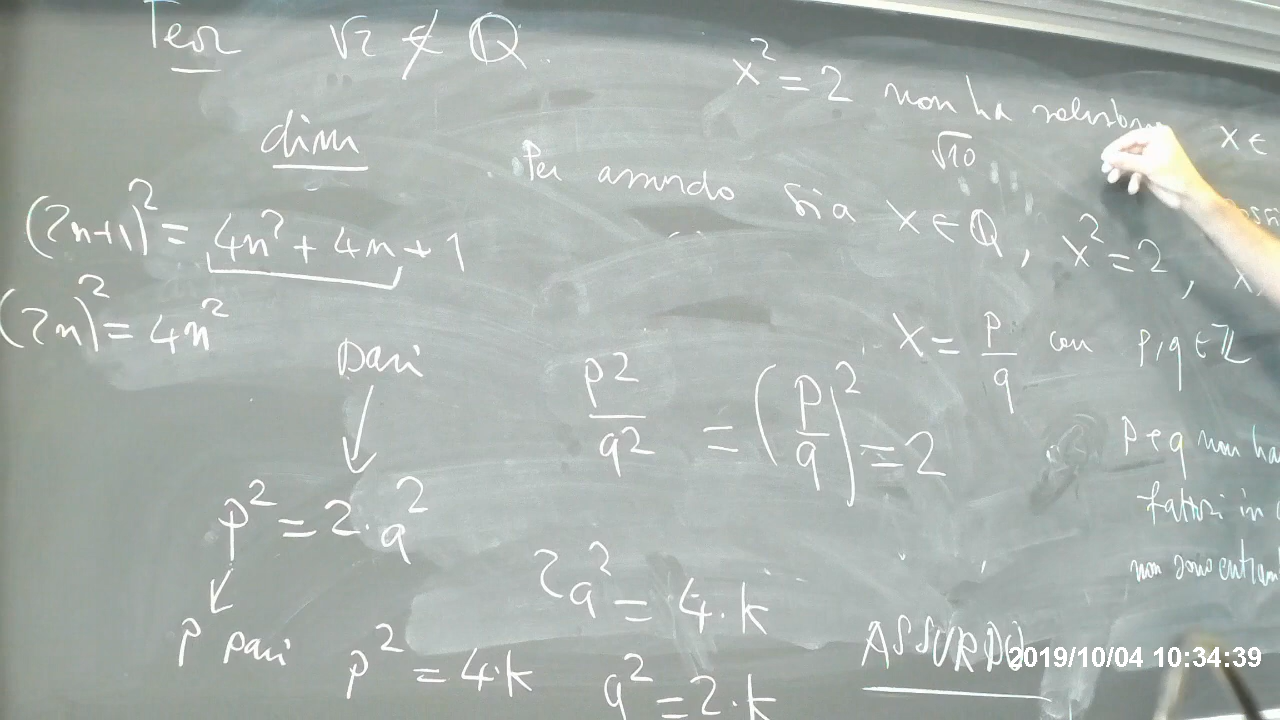 Teor √2 ∉ ℚ.
x² = 2 non ha soluzione x ∈
√10
dim
Per assurdo sia x ∈ ℚ, x² = 2, x
(2n+1)² = 4n² + 4n + 1
(2n)² = 4n²
x = p/q con p, q ∈ ℤ
pari
p²/q² = (p/q)² = 2
p e q non ha
fattori in
non sono entram
p² = 2·q²
2q² = 4·k
p pari
p² = 4·k
q² = 2·k
ASSURDO
2019/10/04 10:34:39